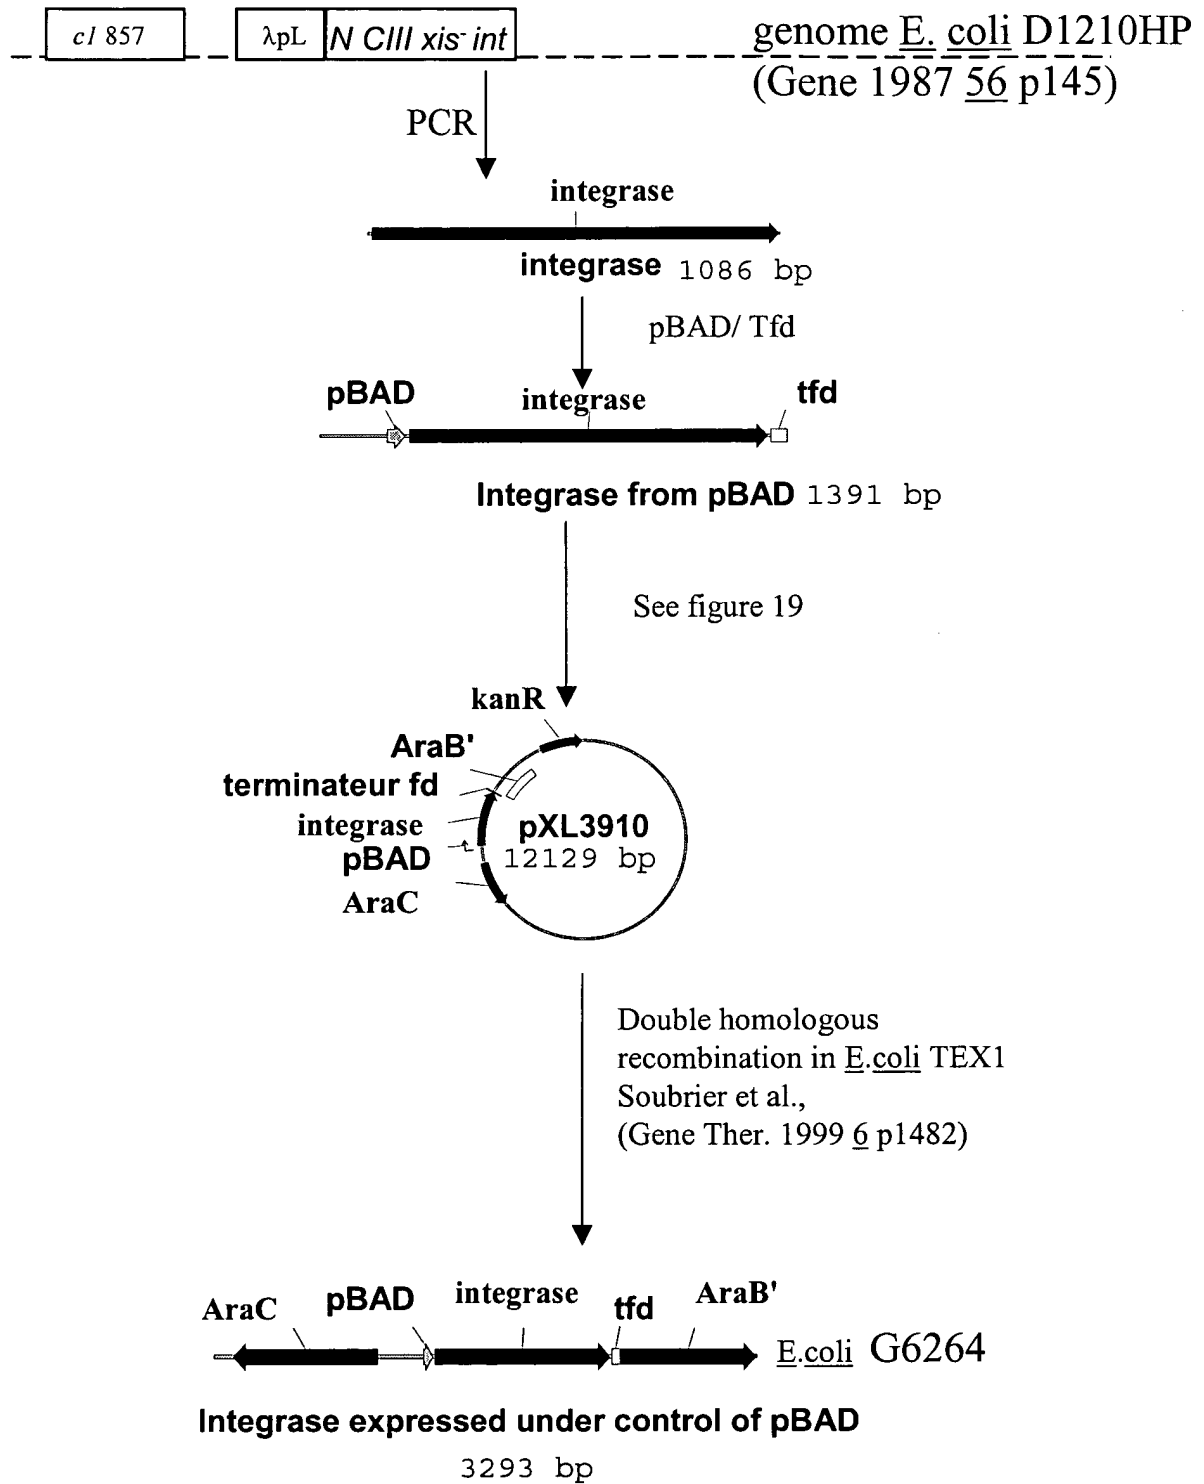 cI 857
λpL
N CIII xis- int
genome E. coli D1210HP
(Gene 1987 56 p145)
PCR
integrase
integrase 1086 bp
pBAD/ Tfd
pBAD
integrase
tfd
Integrase from pBAD 1391 bp
See figure 19
kanR
AraB'
terminateur fd
integrase
pBAD
AraC
pXL3910
12129 bp
Double homologous
recombination in E.coli TEX1
Soubrier et al.,
(Gene Ther. 1999 6 p1482)
AraC
pBAD
integrase
tfd
AraB'
E.coli G6264
Integrase expressed under control of pBAD
3293 bp